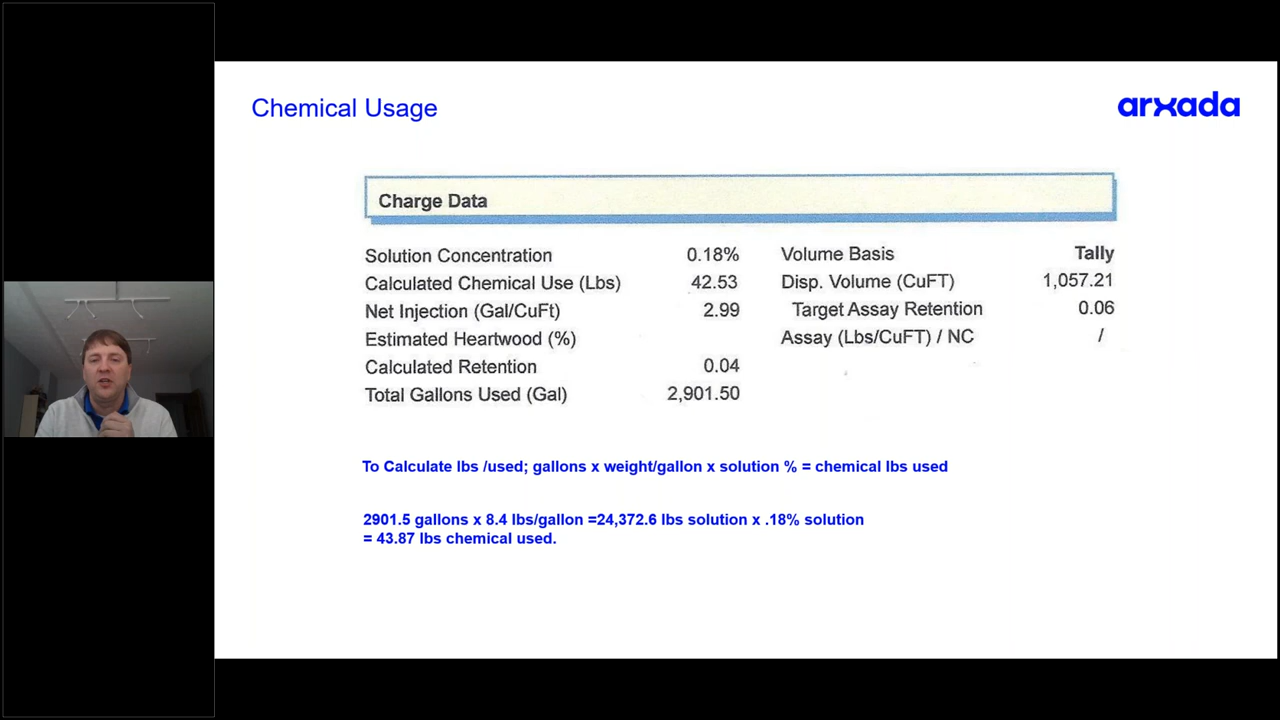 Chemical Usage
arxada
Charge Data
Solution Concentration 0.18% Volume Basis Tally
Calculated Chemical Use (Lbs) 42.53 Disp. Volume (CuFT) 1,057.21
Net Injection (Gal/CuFt) 2.99 Target Assay Retention 0.06
Estimated Heartwood (%) Assay (Lbs/CuFT) / NC /
Calculated Retention 0.04
Total Gallons Used (Gal) 2,901.50
To Calculate lbs /used; gallons x weight/gallon x solution % = chemical lbs used
2901.5 gallons x 8.4 lbs/gallon =24,372.6 lbs solution x .18% solution
= 43.87 lbs chemical used.